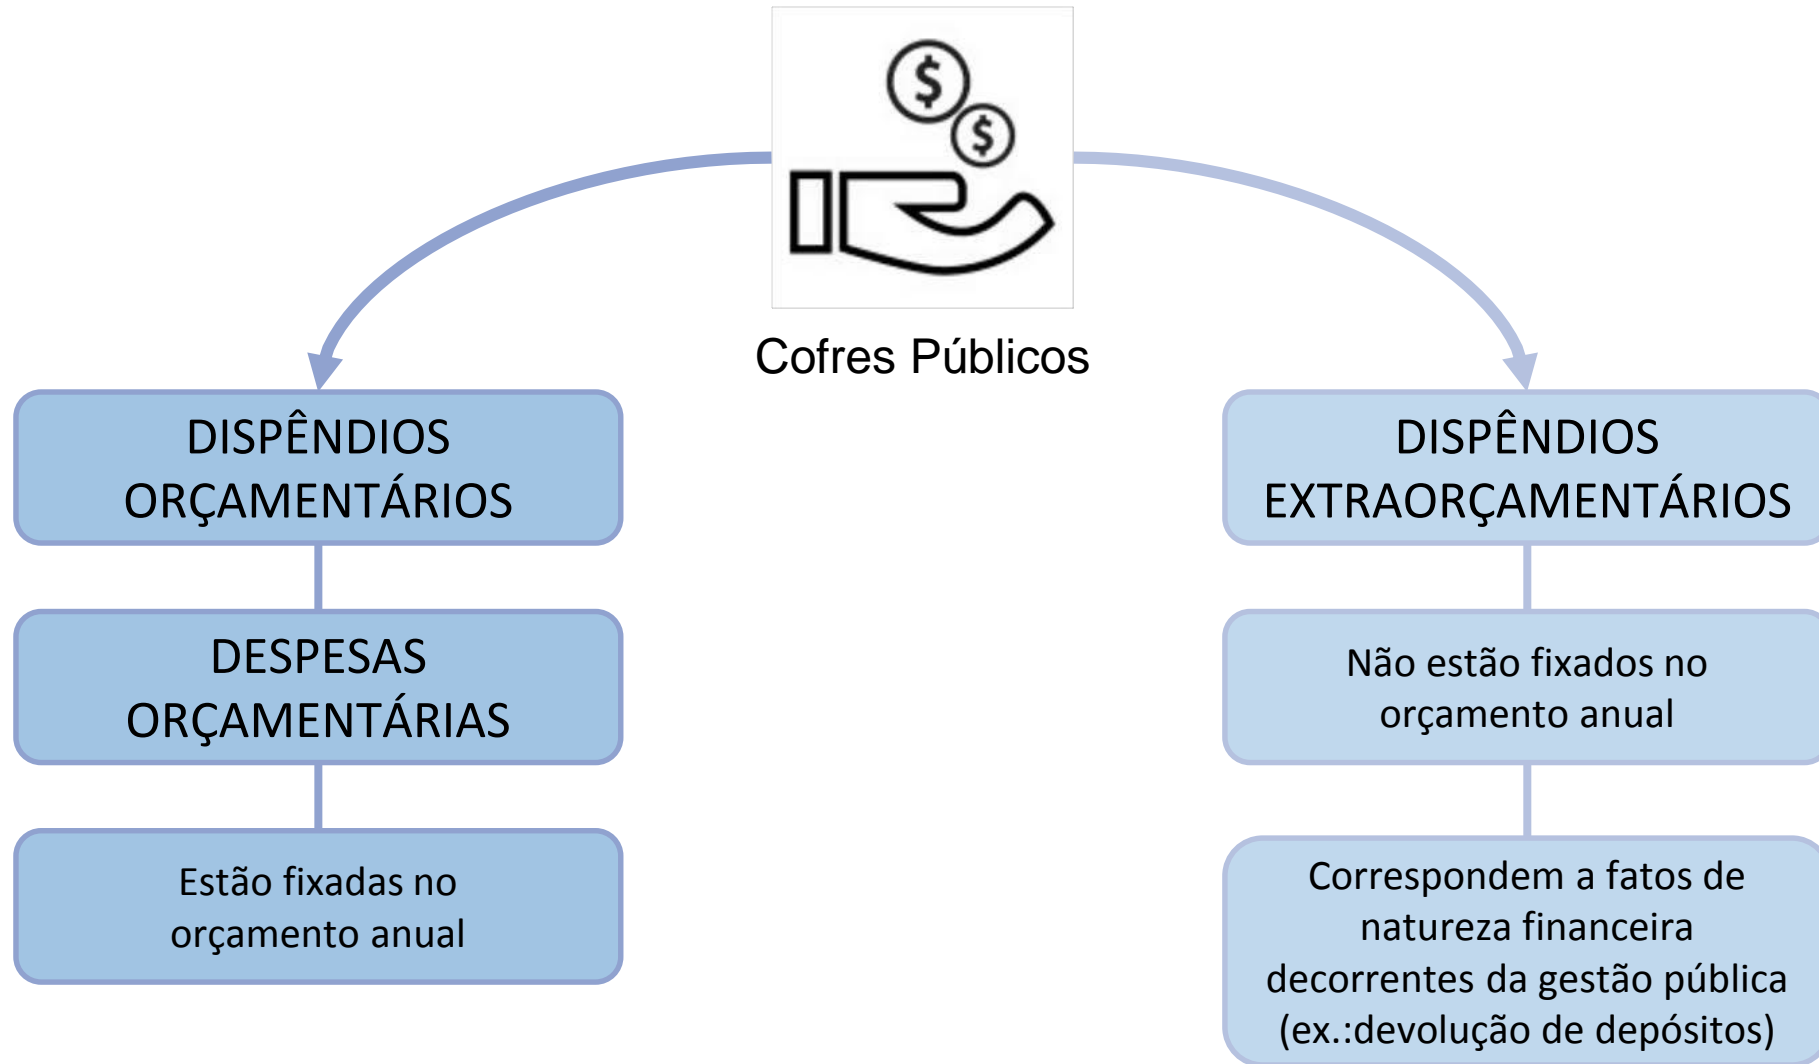 $
$
Cofres Públicos
DISPÊNDIOS
ORÇAMENTÁRIOS
DESPESAS
ORÇAMENTÁRIAS
Estão fixadas no
orçamento anual
DISPÊNDIOS
EXTRAORÇAMENTÁRIOS
Não estão fixados no
orçamento anual
Correspondem a fatos de
natureza financeira
decorrentes da gestão pública
(ex.:devolução de depósitos)